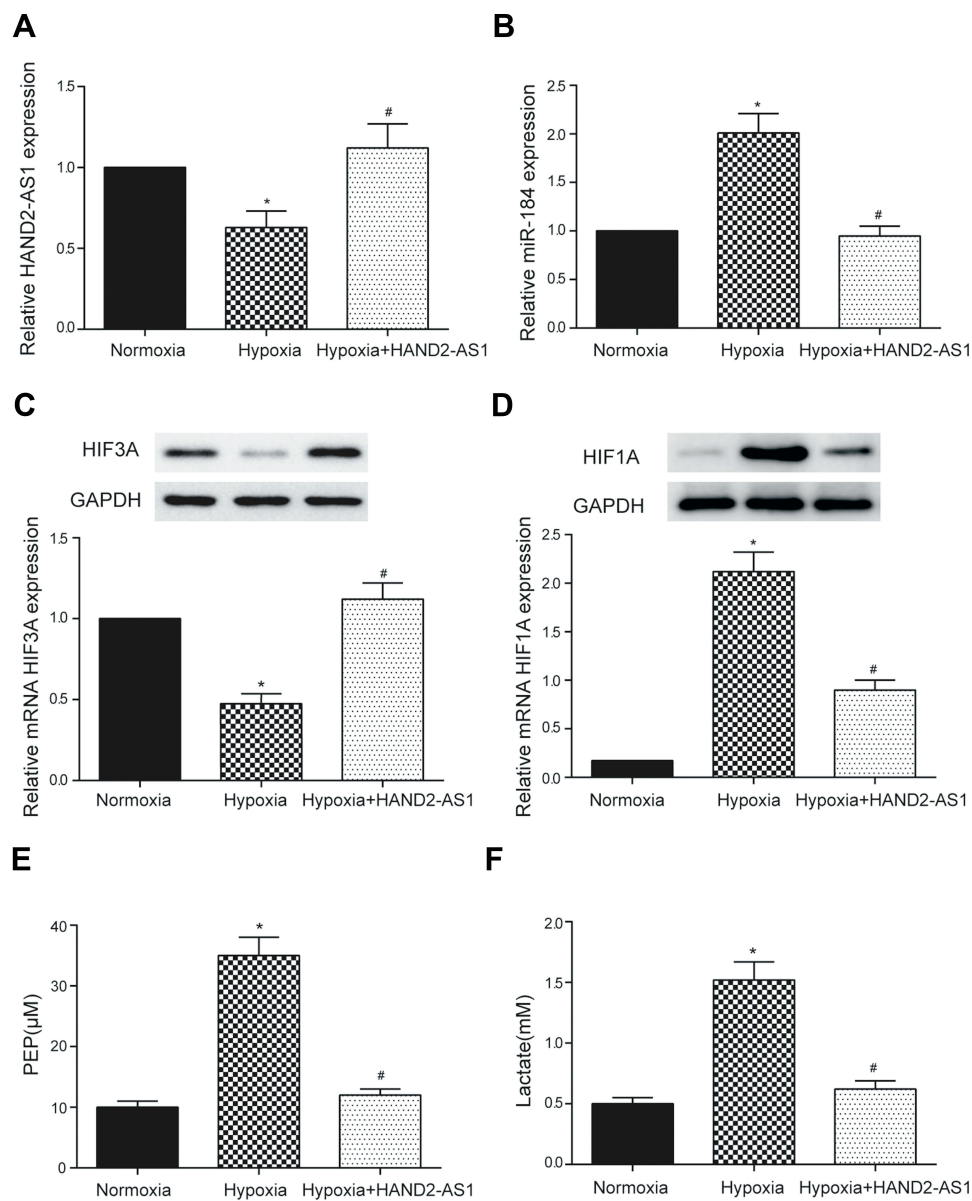 A
Relative HAND2-AS1 expression
1.5
1.0
0.5
0.0
*
#
Normoxia Hypoxia Hypoxia+HAND2-AS1
B
Relative miR-184 expression
2.5
2.0
1.5
1.0
0.5
0.0
*
#
Normoxia Hypoxia Hypoxia+HAND2-AS1
C
HIF3A
GAPDH
Relative mRNA HIF3A expression
1.5
1.0
0.5
0.0
*
#
Normoxia Hypoxia Hypoxia+HAND2-AS1
D
HIF1A
GAPDH
Relative mRNA HIF1A expression
2.5
2.0
1.5
1.0
0.5
0.0
*
#
Normoxia Hypoxia Hypoxia+HAND2-AS1
E
PEP(μM)
40
30
20
10
0
*
#
Normoxia Hypoxia Hypoxia+HAND2-AS1
F
Lactate(mM)
2.0
1.5
1.0
0.5
0.0
*
#
Normoxia Hypoxia Hypoxia+HAND2-AS1